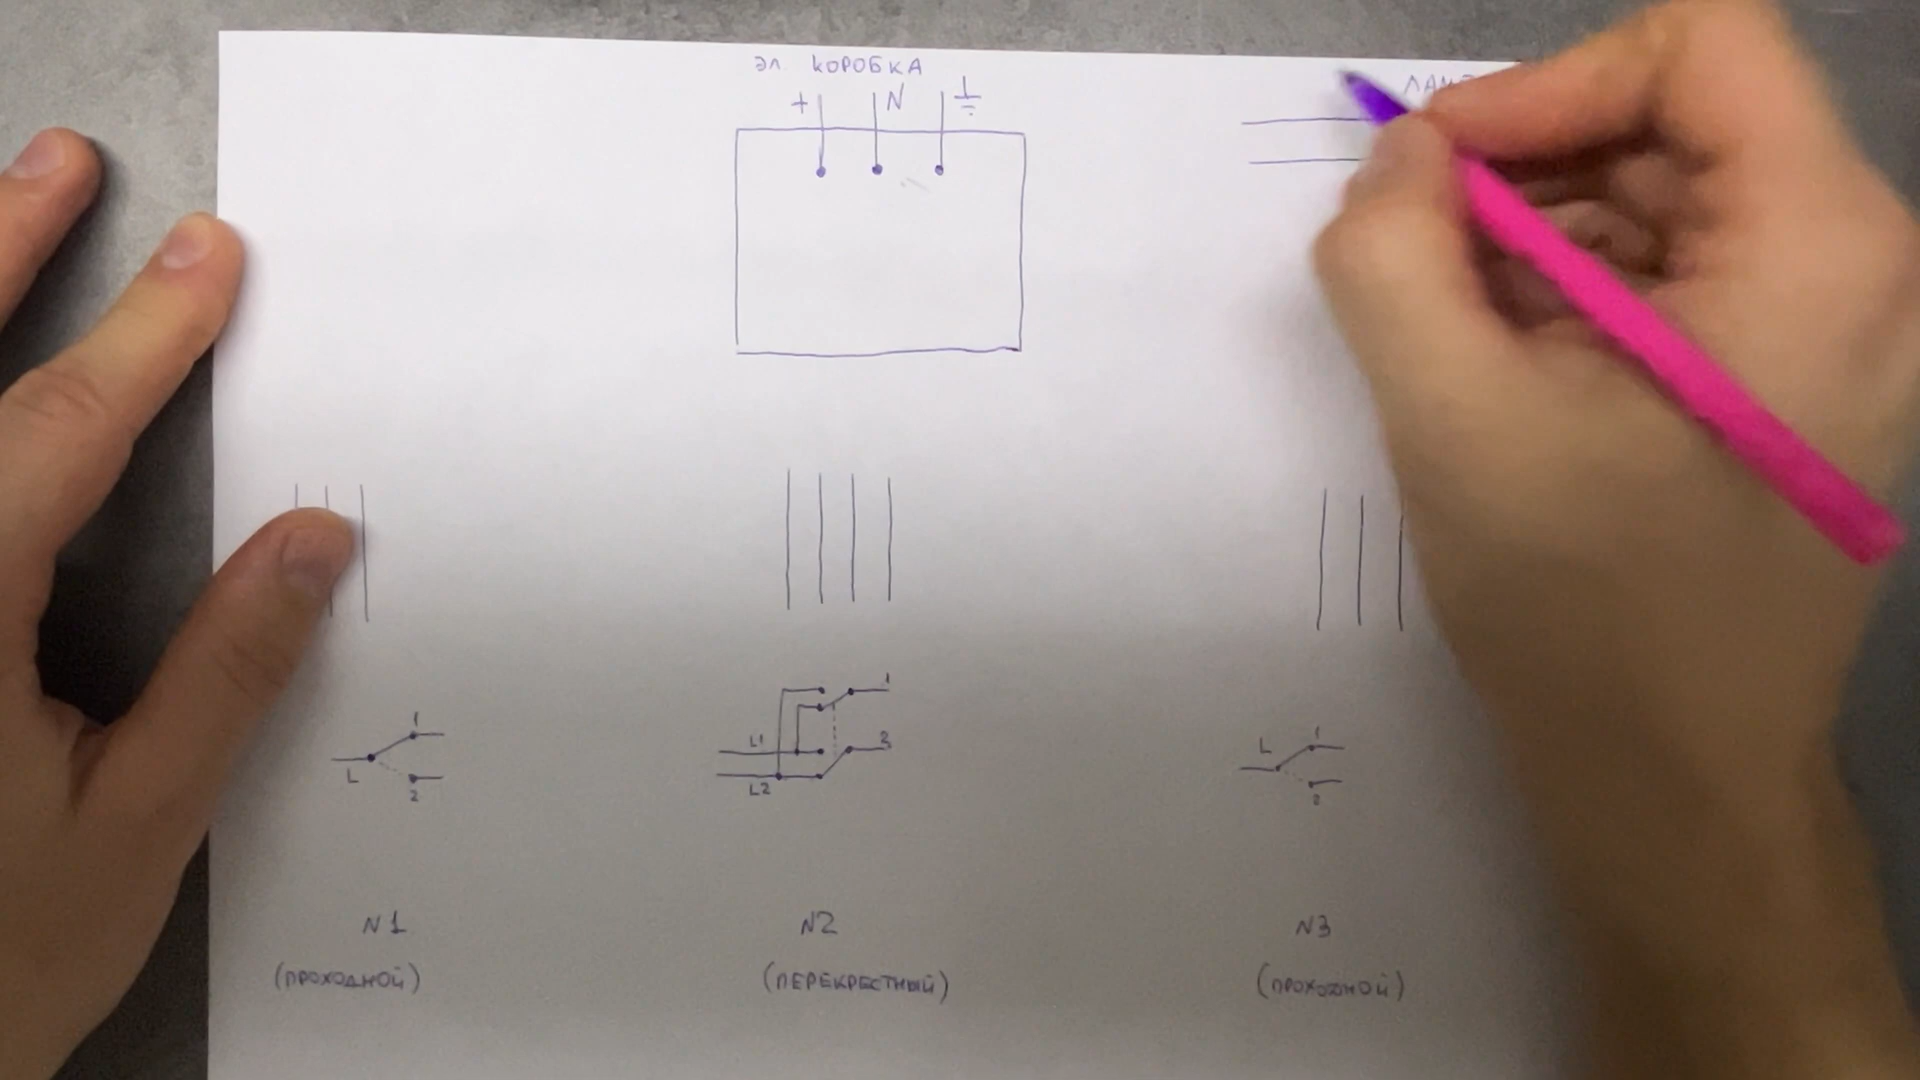 ЭЛ. КОРОБКА
+ N
L 1 2
L1 L2 1 3
L 1 2
N1 N2 N3
(ПРОХОДНОЙ) (ПЕРЕКРЕСТНЫЙ) (ПРОХОДНОЙ)